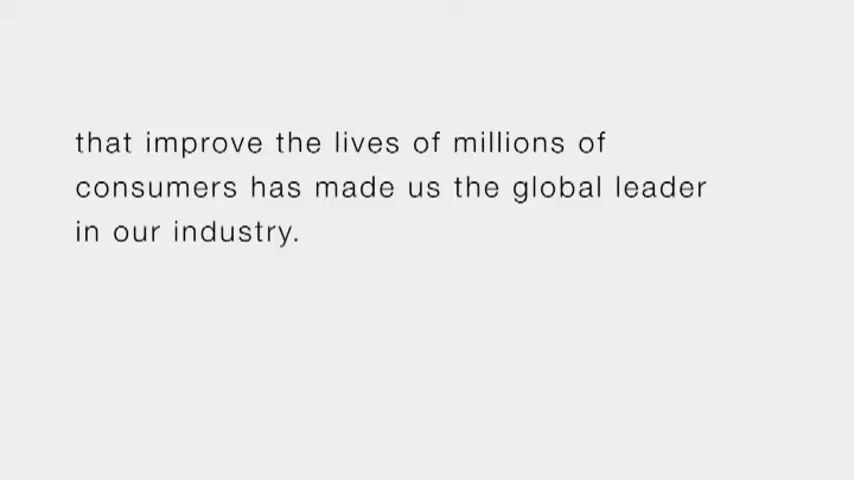 that improve the lives of millions of
consumers has made us the global leader
in our industry.